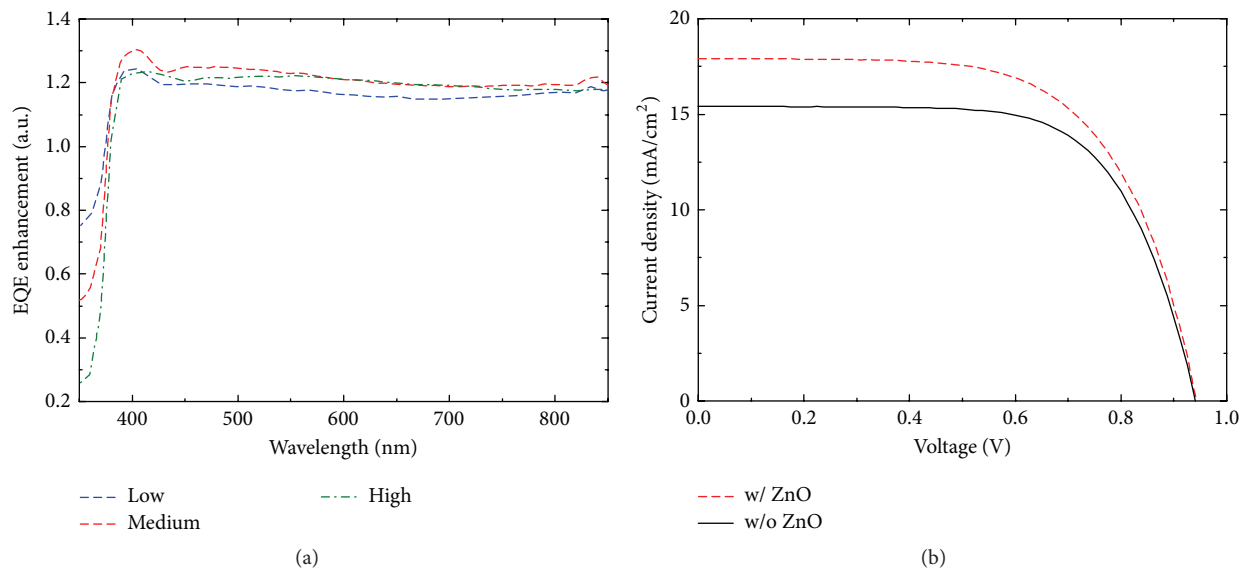 1.4
1.2
1.0
0.8
0.6
0.4
0.2
EQE enhancement (a.u.)
400
500
600
700
800
Wavelength (nm)
Low
Medium
High
(a)
20
15
10
5
0
Current density (mA/cm²)
0.0
0.2
0.4
0.6
0.8
1.0
Voltage (V)
w/ ZnO
w/o ZnO
(b)